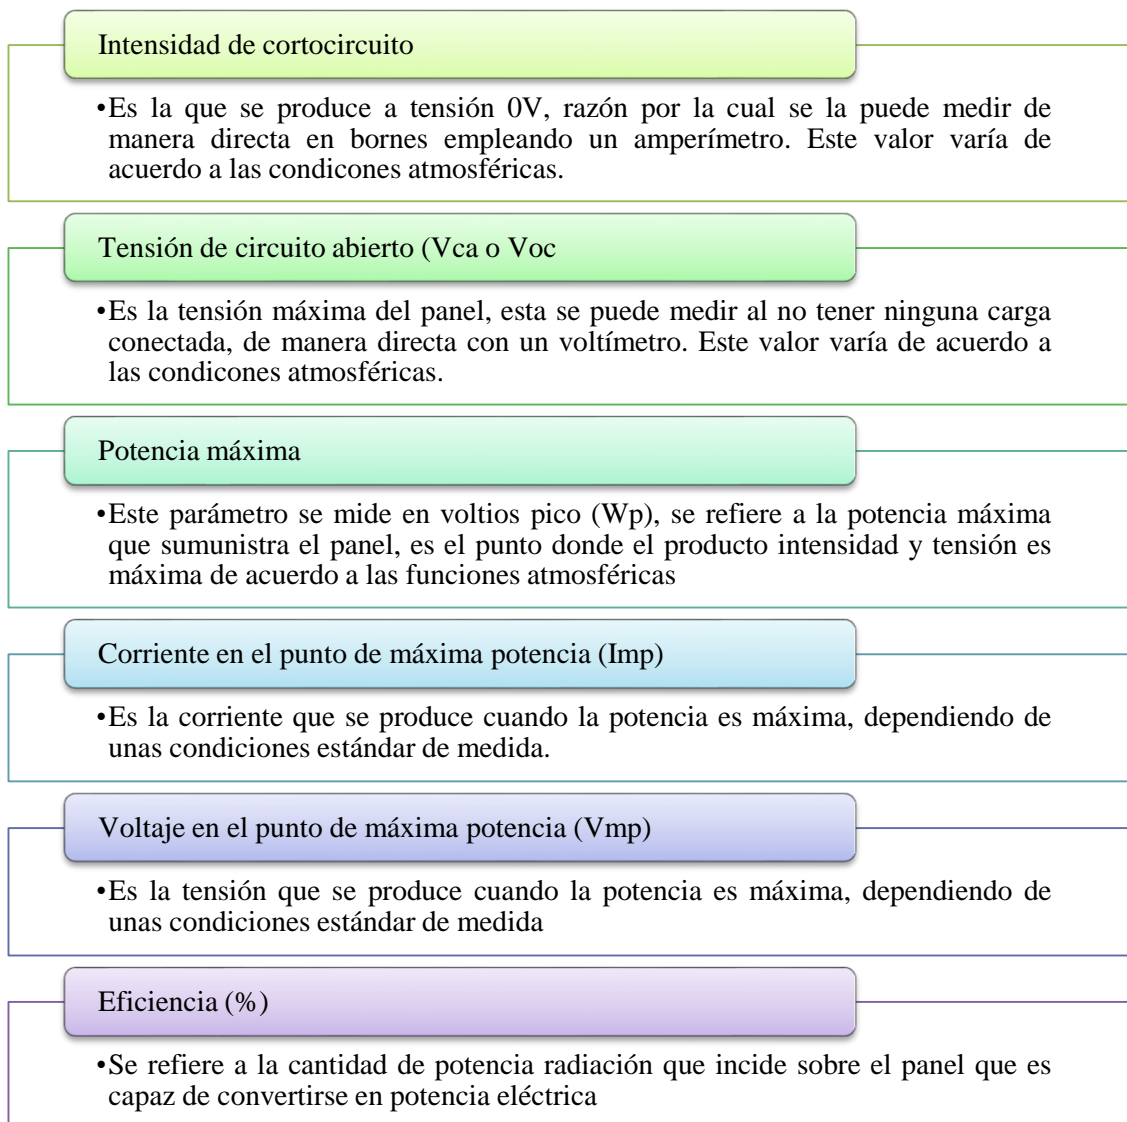 Intensidad de cortocircuito
•Es la que se produce a tensión 0V, razón por la cual se la puede medir de
manera directa en bornes empleando un amperímetro. Este valor varía de
acuerdo a las condicones atmosféricas.
Tensión de circuito abierto (Vca o Voc
•Es la tensión máxima del panel, esta se puede medir al no tener ninguna carga
conectada, de manera directa con un voltímetro. Este valor varía de acuerdo a
las condicones atmosféricas.
Potencia máxima
•Este parámetro se mide en voltios pico (Wp), se refiere a la potencia máxima
que sumunistra el panel, es el punto donde el producto intensidad y tensión es
máxima de acuerdo a las funciones atmosféricas
Corriente en el punto de máxima potencia (Imp)
•Es la corriente que se produce cuando la potencia es máxima, dependiendo de
unas condiciones estándar de medida.
Voltaje en el punto de máxima potencia (Vmp)
•Es la tensión que se produce cuando la potencia es máxima, dependiendo de
unas condiciones estándar de medida
Eficiencia (%)
•Se refiere a la cantidad de potencia radiación que incide sobre el panel que es
capaz de convertirse en potencia eléctrica